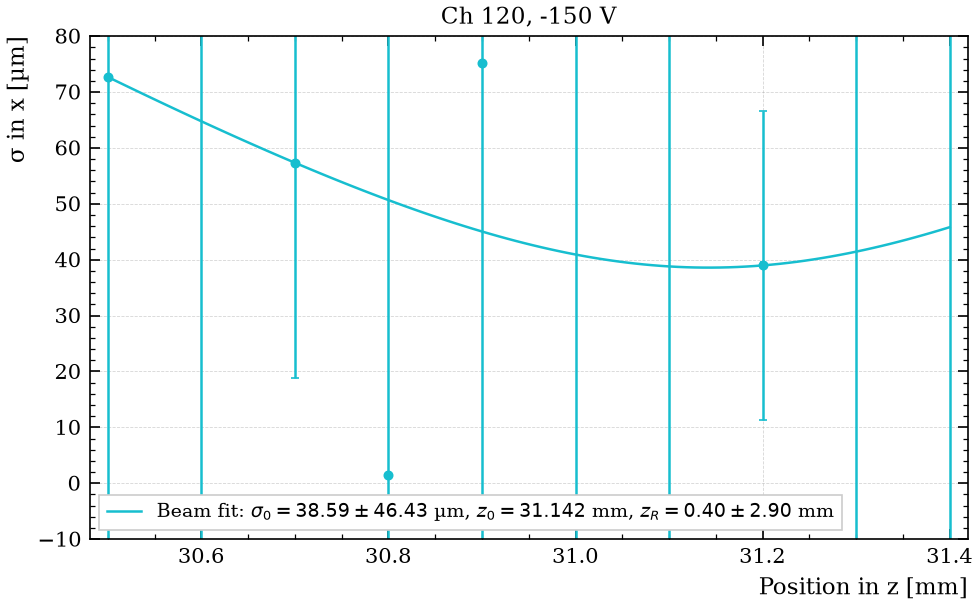 Ch 120, -150 V
σ in x [µm]
80
70
60
50
40
30
20
10
0
−10
Beam fit: σ₀ = 38.59 ± 46.43 µm, z₀ = 31.142 mm, z_R = 0.40 ± 2.90 mm
30.6 30.8 31.0 31.2 31.4
Position in z [mm]